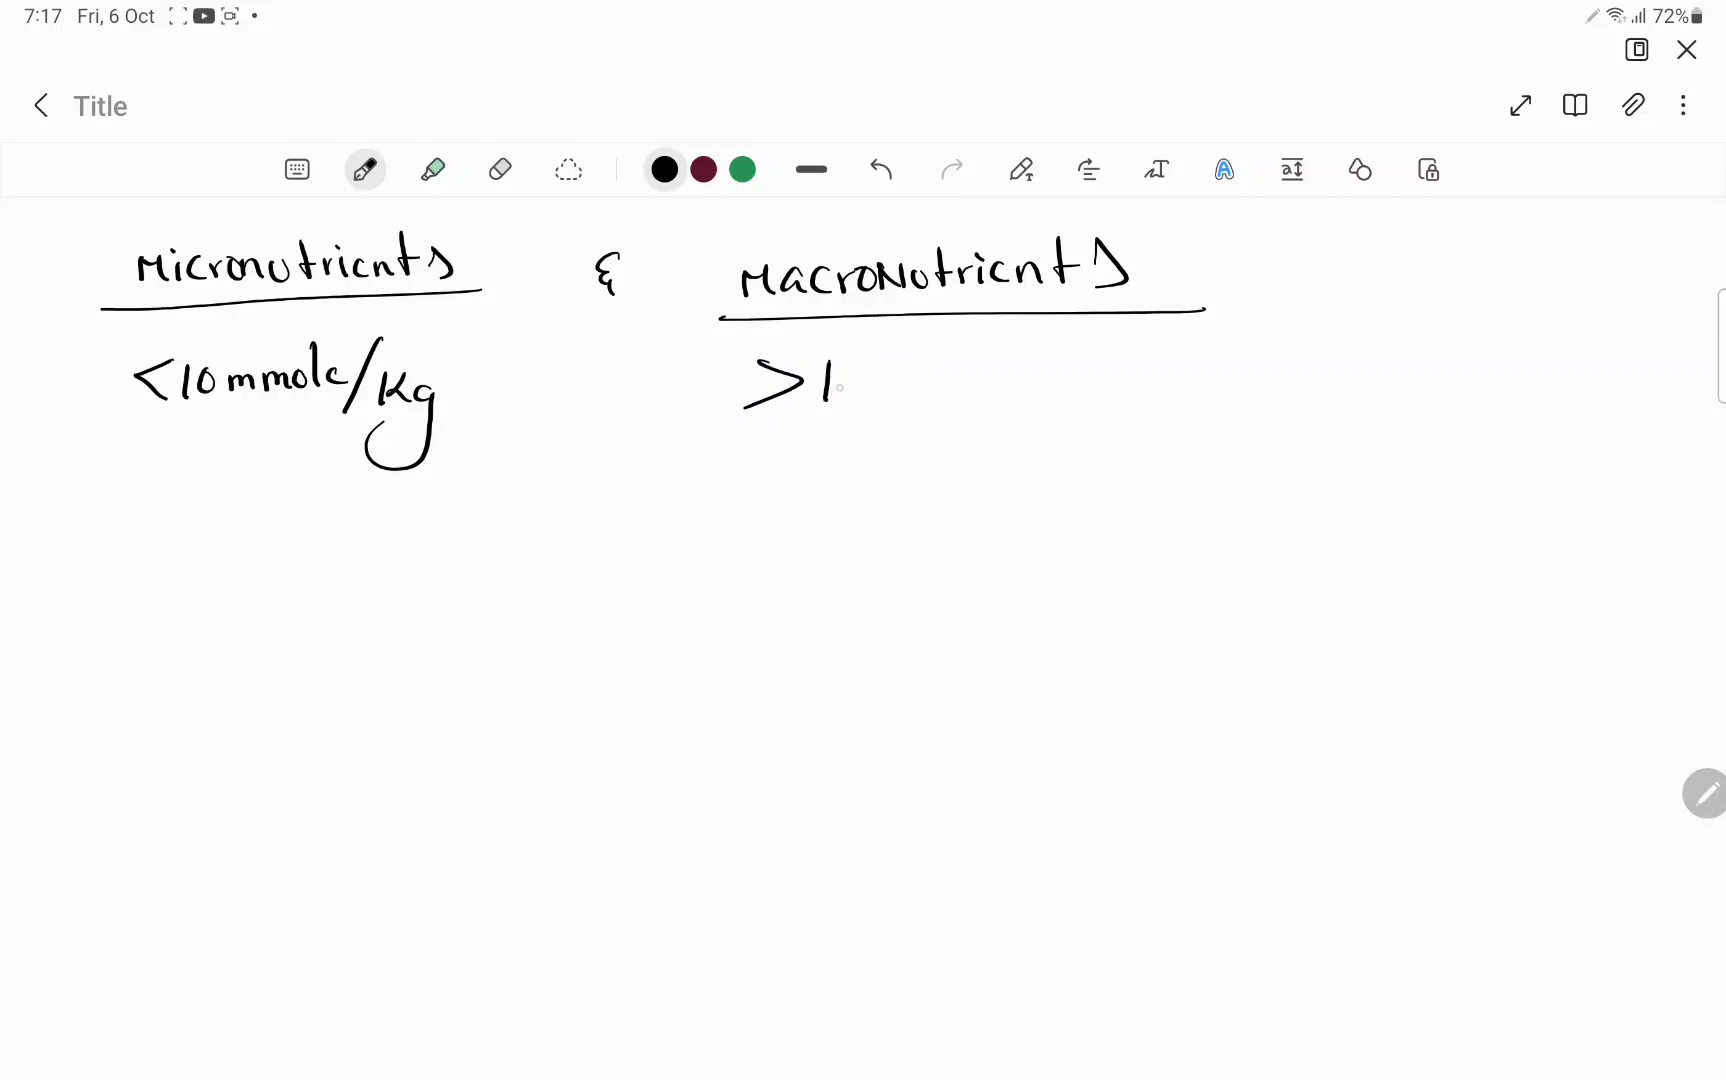 7:17 Fri, 6 Oct 72%
Title
Micronutrients & MacroNutrients
<10 mmole/Kg >1